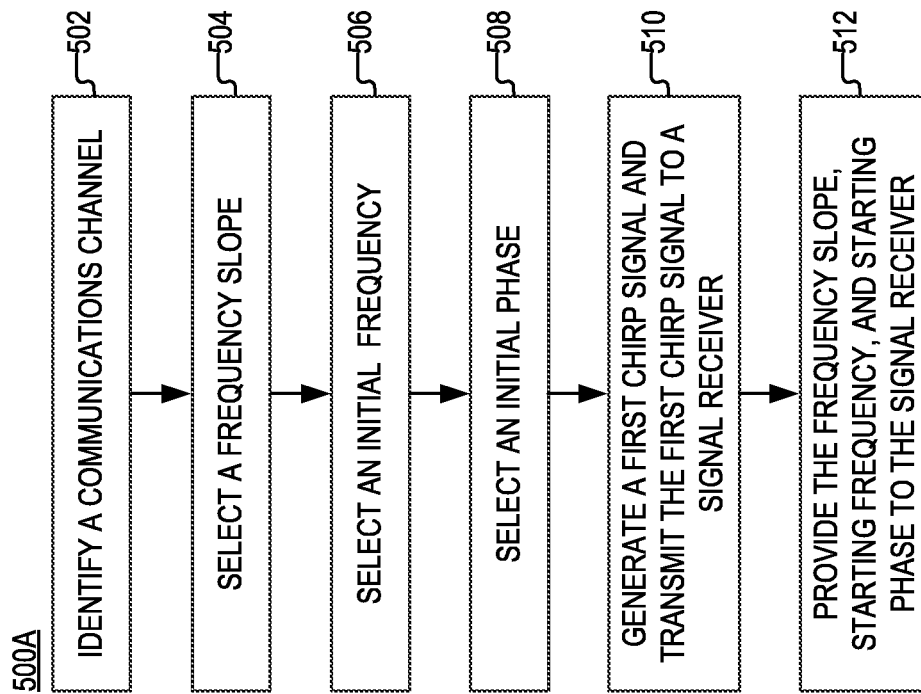 500A
IDENTIFY A COMMUNICATIONS CHANNEL
502
SELECT A FREQUENCY SLOPE
504
SELECT AN INITIAL FREQUENCY
506
SELECT AN INITIAL PHASE
508
GENERATE A FIRST CHIRP SIGNAL AND
TRANSMIT THE FIRST CHIRP SIGNAL TO A
SIGNAL RECEIVER
510
PROVIDE THE FREQUENCY SLOPE,
STARTING FREQUENCY, AND STARTING
PHASE TO THE SIGNAL RECEIVER
512